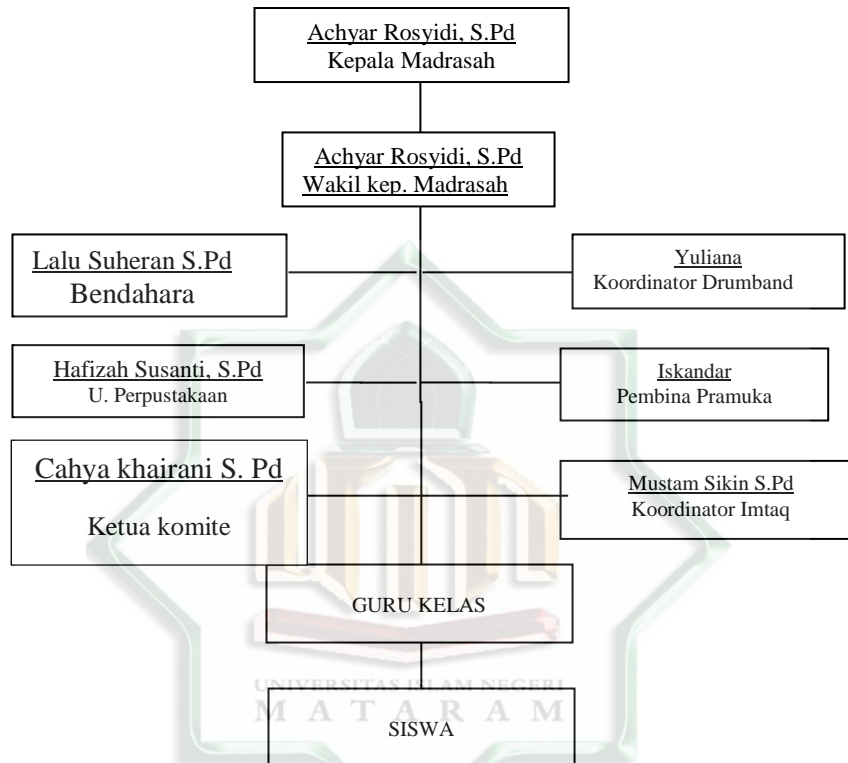 Achyar Rosyidi, S.Pd
Kepala Madrasah
Achyar Rosyidi, S.Pd
Wakil kep. Madrasah
Lalu Suheran S.Pd
Bendahara
Yuliana
Koordinator Drumband
Hafizah Susanti, S.Pd
U. Perpustakaan
Iskandar
Pembina Pramuka
Cahya khairani S. Pd
Ketua komite
Mustam Sikin S.Pd
Koordinator Imtaq
GURU KELAS
UNIVERSITAS ISLAM NEGERI
MATARAM
SISWA